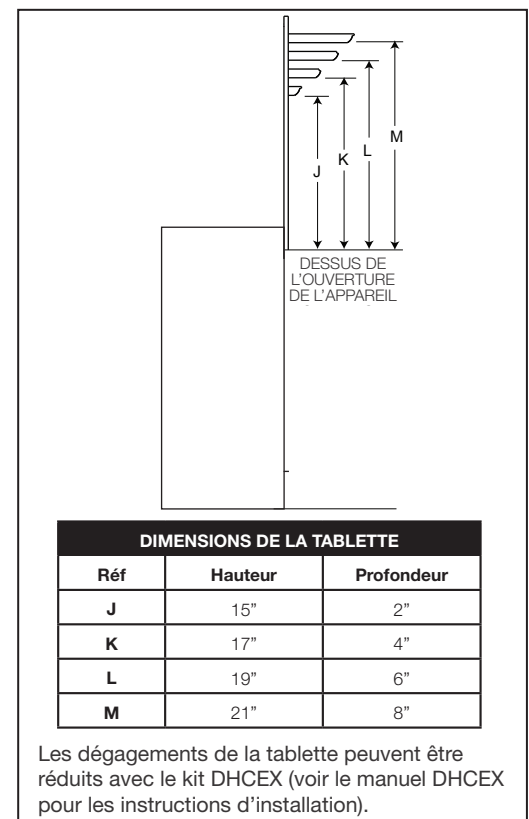 M
L
K
J
DESSUS DE
L'OUVERTURE
DE L'APPAREIL
DIMENSIONS DE LA TABLETTE
Réf Hauteur Profondeur
J 15” 2”
K 17” 4”
L 19” 6”
M 21” 8”
Les dégagements de la tablette peuvent être
réduits avec le kit DHCEX (voir le manuel DHCEX
pour les instructions d’installation).